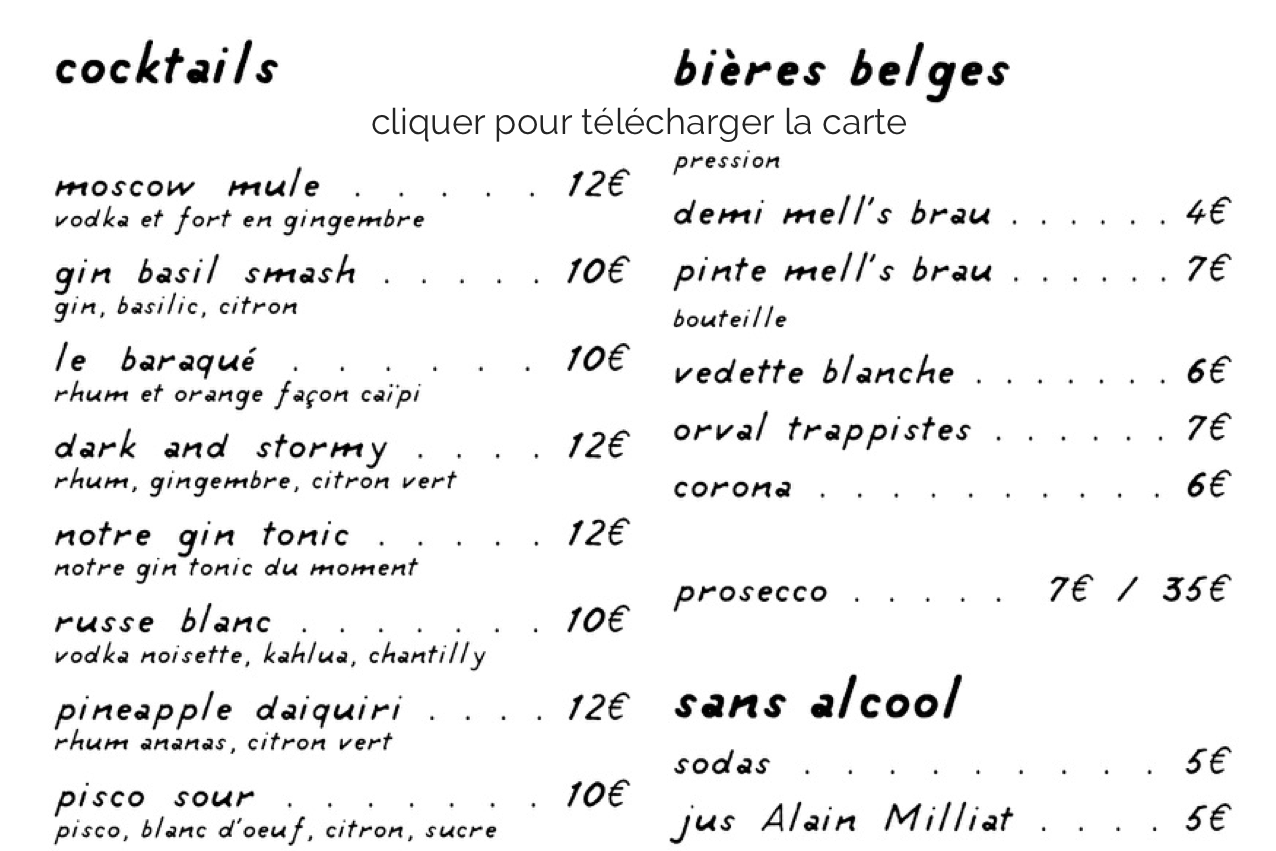 cocktails
cliquer pour télécharger la carte
moscow mule . . . . . 12€
vodka et fort en gingembre
gin basil smash . . . . . 10€
gin, basilic, citron
le baraqué . . . . . . 10€
rhum et orange façon caïpi
dark and stormy . . . . 12€
rhum, gingembre, citron vert
notre gin tonic . . . . . 12€
notre gin tonic du moment
russe blanc . . . . . . . 10€
vodka noisette, kahlua, chantilly
pineapple daiquiri . . . . 12€
rhum ananas, citron vert
pisco sour . . . . . . . 10€
pisco, blanc d'oeuf, citron, sucre
bières belges
pression
demi mell's brau . . . . . . 4€
pinte mell's brau . . . . . . 7€
bouteille
vedette blanche . . . . . . . 6€
orval trappistes . . . . . . 7€
corona . . . . . . . . . . 6€
prosecco . . . . . 7€ / 35€
sans alcool
sodas . . . . . . . . . 5€
jus Alain Milliat . . . . 5€